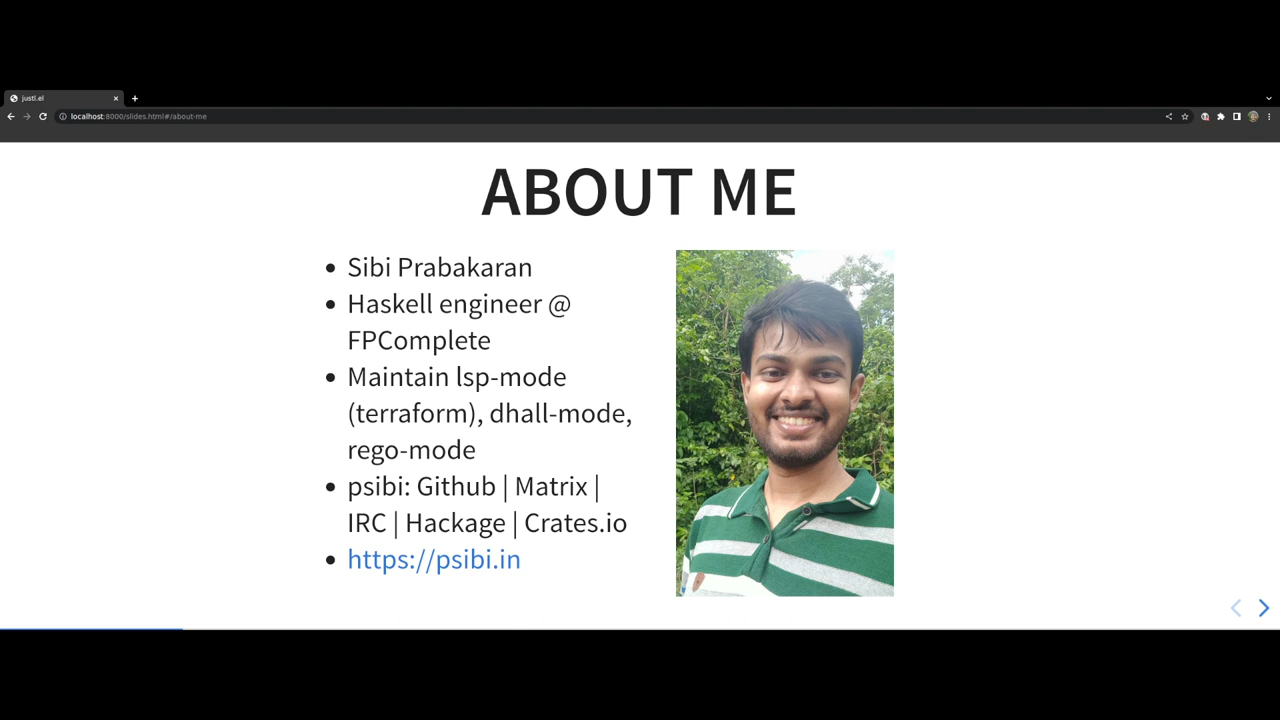 justl.el
localhost:8000/slides.html#/about-me
ABOUT ME
Sibi Prabakaran
Haskell engineer @
FPComplete
Maintain lsp-mode
(terraform), dhall-mode,
rego-mode
psibi: Github | Matrix |
IRC | Hackage | Crates.io
https://psibi.in